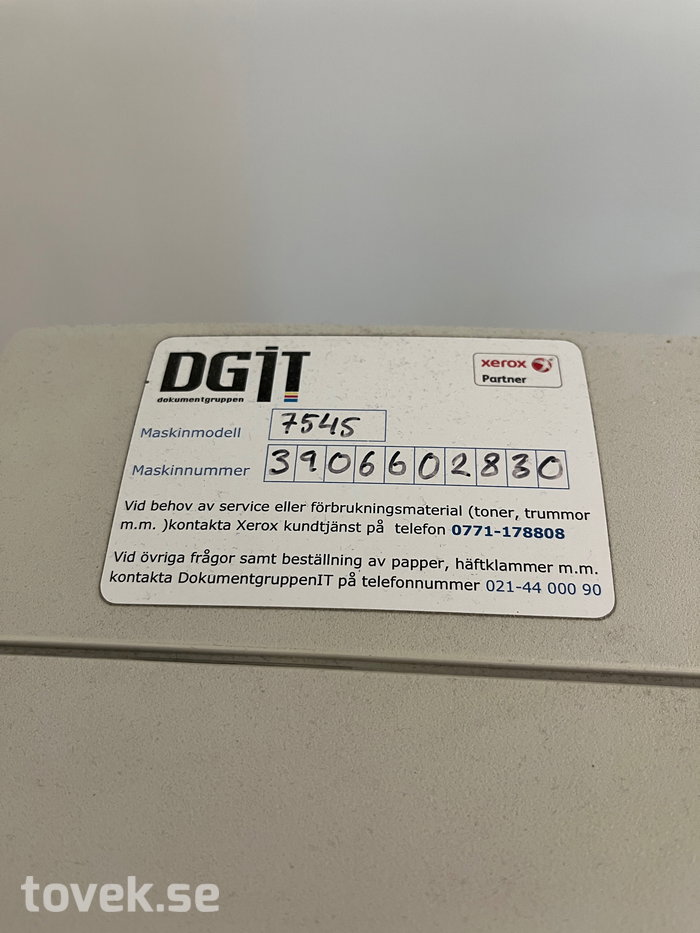 DGIT
dokumentgruppen
xerox
Partner
Maskinmodell 7545
Maskinnummer 3906602830
Vid behov av service eller förbrukningsmaterial (toner, trummor
m.m. )kontakta Xerox kundtjänst på telefon 0771-178808
Vid övriga frågor samt beställning av papper, häftklammer m.m.
kontakta DokumentgruppenIT på telefonnummer 021-44 000 90
tovek.se